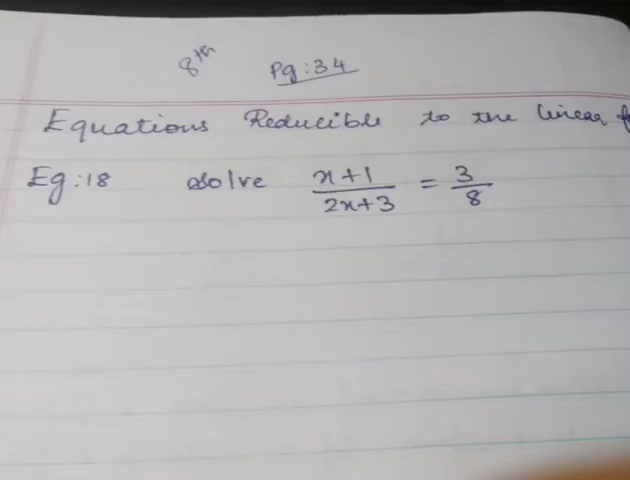 8th
Pg:34
Equations Reducible to the linear
Eg:18 solve x+1/2x+3 = 3/8